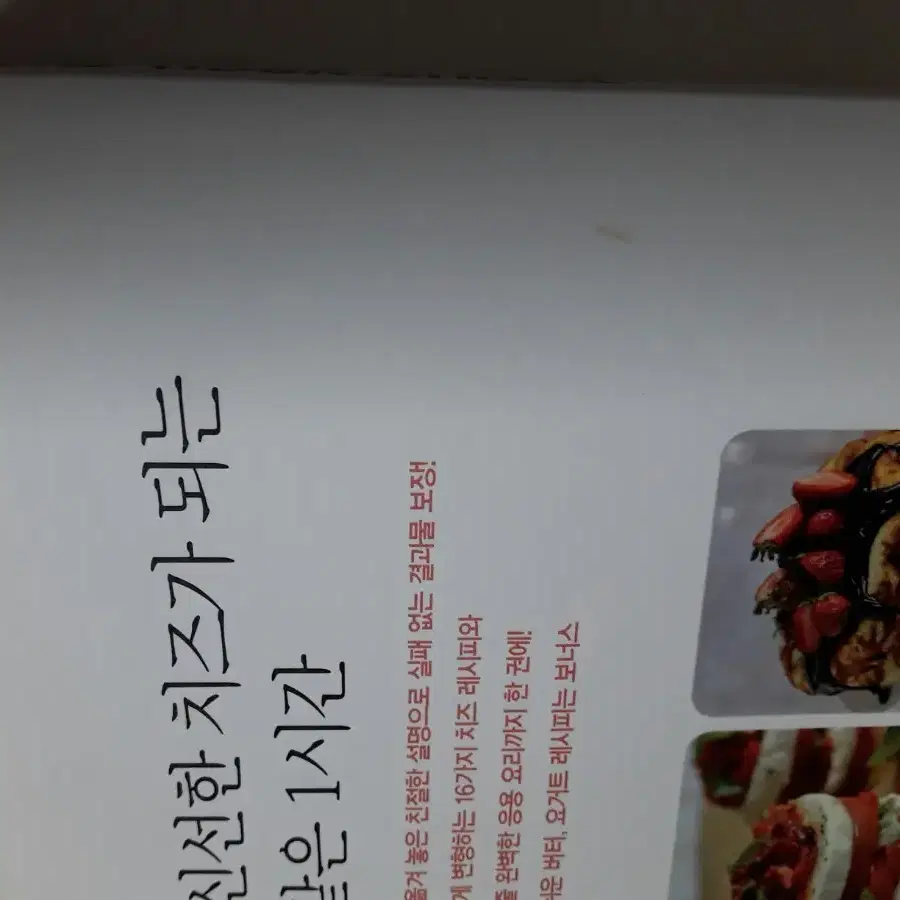 신선한 치즈가 되는
같은 1시간
옮겨 놓은 친절한 설명으로 실패 없는 결과물 보장!
변형하는 16가지 치즈 레시피와
완벽한 응용 요리까지 한 권에!
버터, 요거트 레시피는 보너스